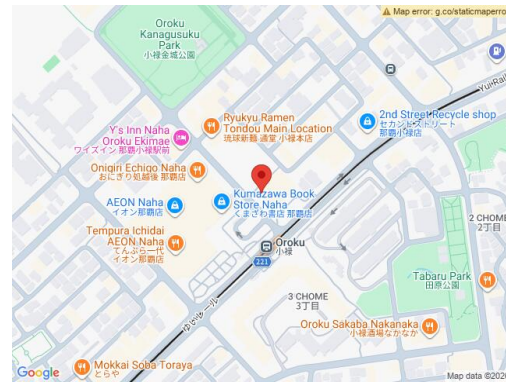 Map error: g.co/staticmaperro
Oroku
Kanagusuku
Park
小禄金城公園
Yui Rail
2nd Street Recycle shop
セカンドストリート
那覇小禄店
Ryukyu Ramen
Tondou Main Location
琉球新麺 通堂 小禄本店
Y's Inn Naha
Oroku Ekimae
ワイズイン 那覇小禄駅前
Onigiri Echigo Naha
おにぎり処越後 那覇店
Kumazawa Book
Store Naha
くまざわ書店 那覇店
AEON Naha
イオン那覇店
Tempura Ichidai
AEON Naha
てんぷら一代
イオン那覇店
Oroku
小禄
221
2 CHOME
2丁目
Tabaru Park
田原公園
3 CHOME
3丁目
ゆいレール
Oroku Sakaba Nakanaka
小禄酒場なかなか
Mokkai Soba Toraya
とらや
Google
Map data ©2026